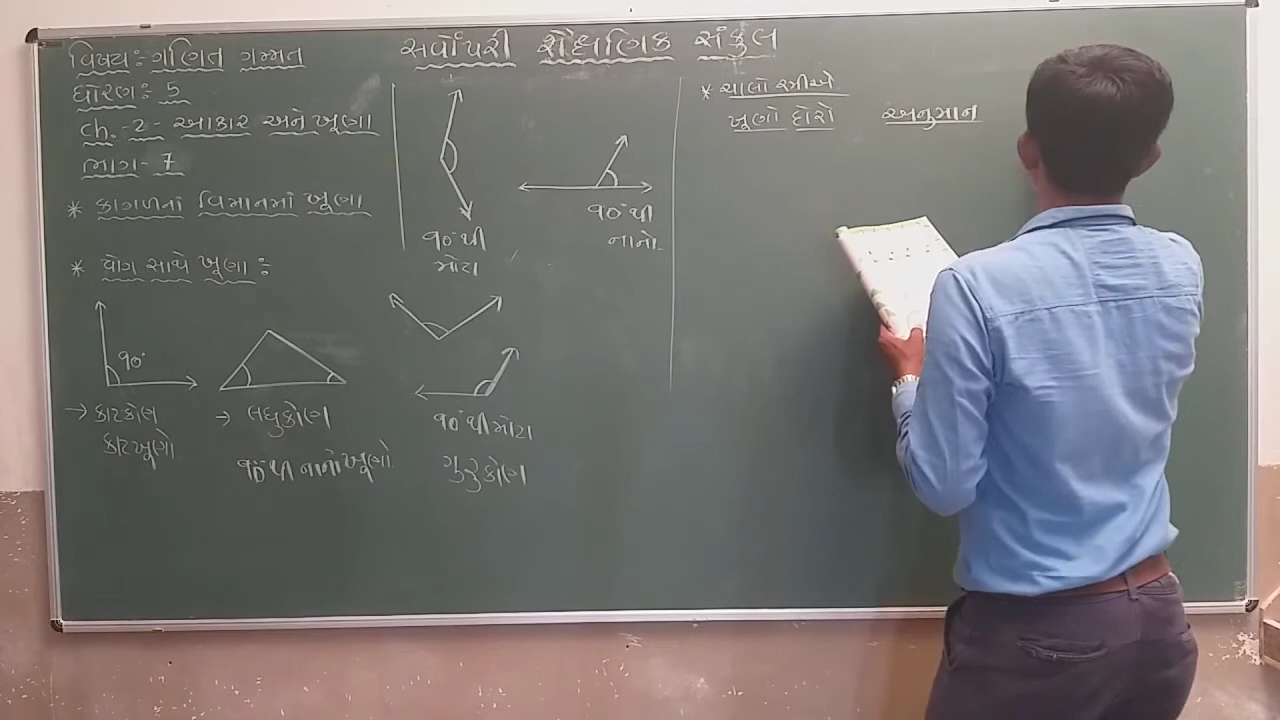 સર્વોપરી શૈક્ષણિક સંકુલ
વિષય: ગણિત ગમ્મત
ધોરણ: 5
ch.-2- આકાર અને ખૂણા
ભાગ- 7
* કાગળનાં વિમાનમાં ખૂણા
* યોગ સાથે ખૂણા:
90°
→ કાટકોણ
કાટખૂણો
→ લઘુકોણ
90° થી નાનો ખૂણો
90° થી
મોટા
90° થી
નાનો
90° થી મોટા
ગુરુકોણ
* ચાલો રમીએ
ખૂણો દોરો
અનુમાન